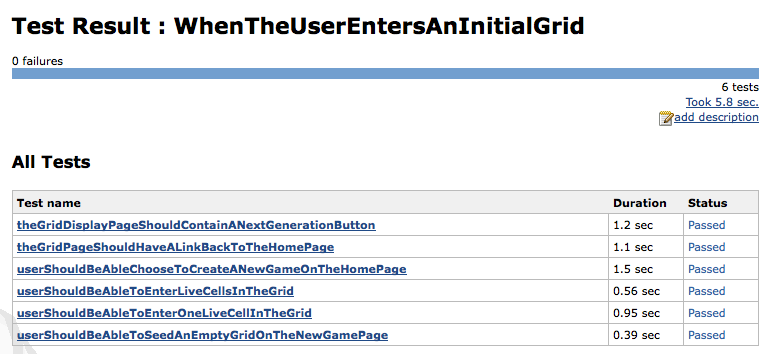 Test Result : WhenTheUserEntersAnInitialGrid
0 failures
6 tests
Took 5.8 sec.
add description
All Tests
Test name Duration Status
theGridDisplayPageShouldContainANextGenerationButton 1.2 sec Passed
theGridPageShouldHaveALinkBackToTheHomePage 1.1 sec Passed
userShouldBeAbleChooseToCreateANewGameOnTheHomePage 1.5 sec Passed
userShouldBeAbleToEnterLiveCellsInTheGrid 0.56 sec Passed
userShouldBeAbleToEnterOneLiveCellInTheGrid 0.95 sec Passed
userShouldBeAbleToSeedAnEmptyGridOnTheNewGamePage 0.39 sec Passed